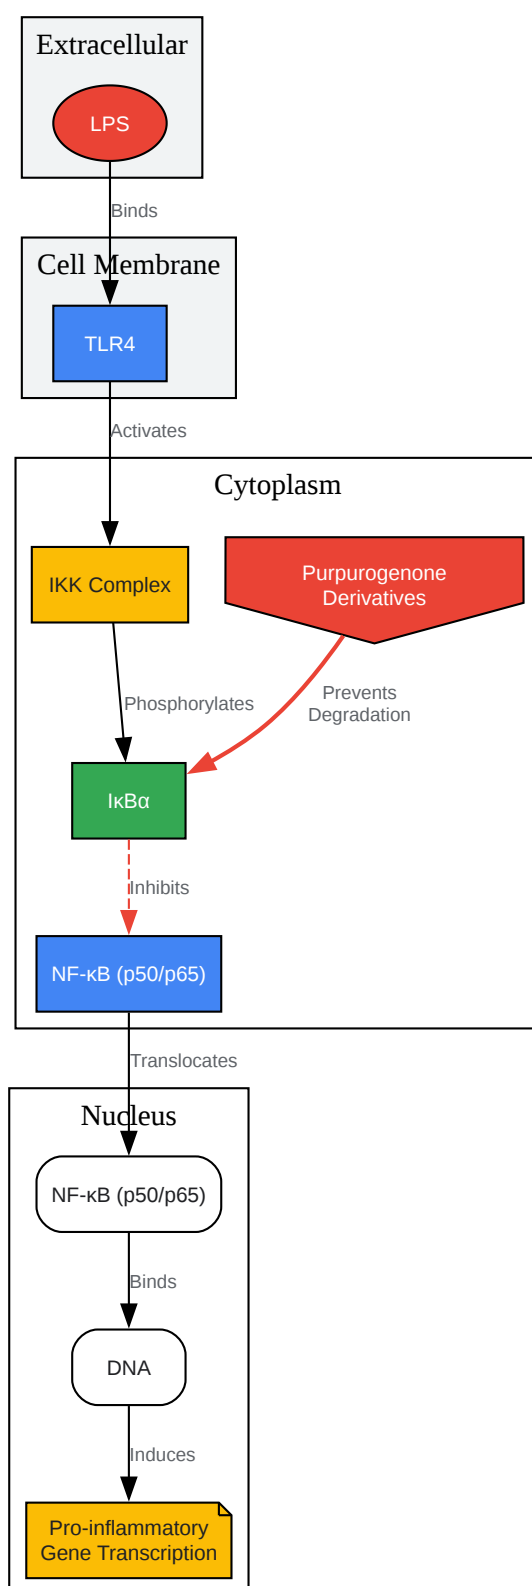 Extracellular
LPS
Binds
Cell Membrane
TLR4
Activates
Cytoplasm
IKK Complex
Purpurogenone
Derivatives
Phosphorylates
Prevents
Degradation
IκBα
Inhibits
NF-κB (p50/p65)
Translocates
Nucleus
NF-κB (p50/p65)
Binds
DNA
Induces
Pro-inflammatory
Gene Transcription